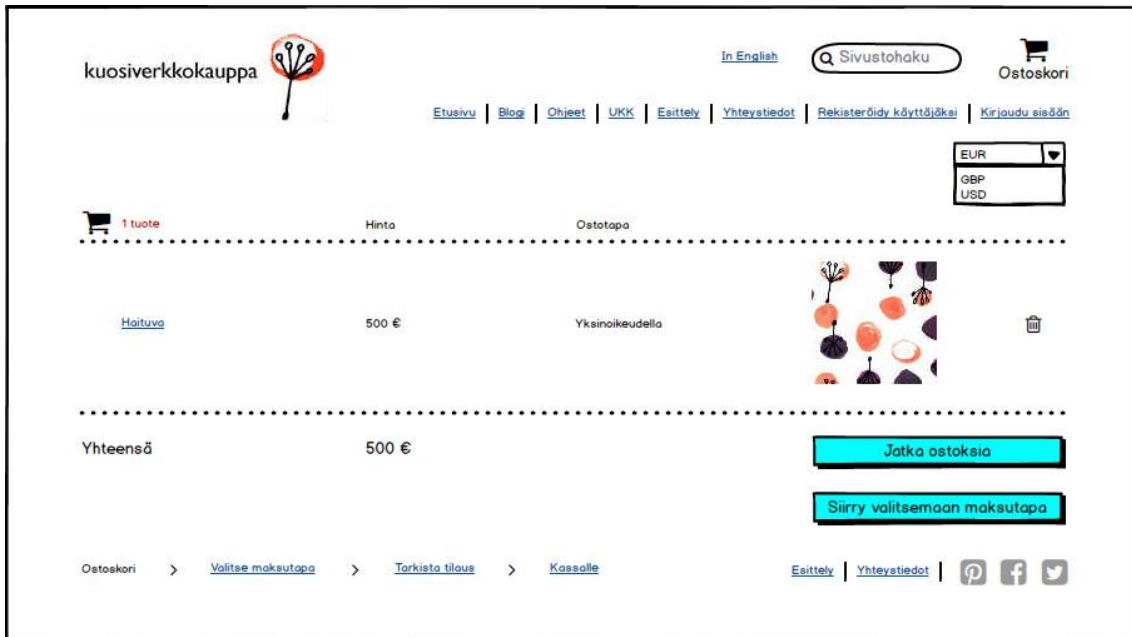 kuosiverkkokauppa
In English
Sivustohaku
Ostoskori
Etusivu | Blogi | Ohjeet | UKK | Esittely | Yhteystiedot | Rekisteröidy käyttäjäksi | Kirjaudu sisään
EUR
GBP
USD
1 tuote Hinta Ostotapa
Haituva 500 € Yksinoikeudella
Yhteensä 500 € Jatka ostoksia
Siirry valitsemaan maksutapa
Ostoskori > Valitse maksutapa > Tarkista tilaus > Kassalle Esittely | Yhteystiedot |